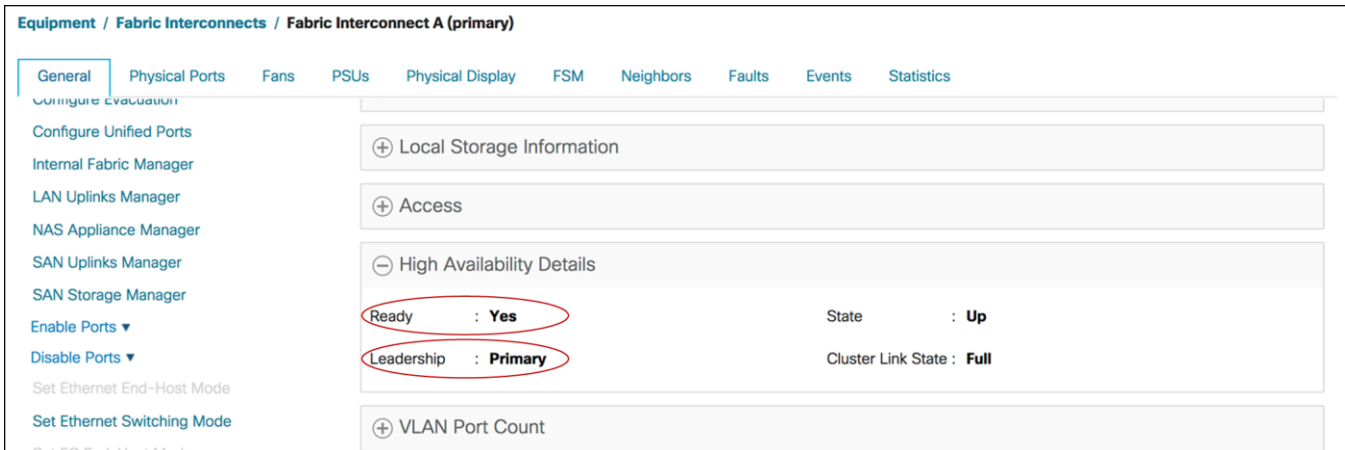 Equipment / Fabric Interconnects / Fabric Interconnect A (primary)
General Physical Ports Fans PSUs Physical Display FSM Neighbors Faults Events Statistics
Configure Evacuation
Configure Unified Ports
Internal Fabric Manager
LAN Uplinks Manager
NAS Appliance Manager
SAN Uplinks Manager
SAN Storage Manager
Enable Ports
Disable Ports
Set Ethernet End-Host Mode
Set Ethernet Switching Mode
Local Storage Information
Access
High Availability Details
Ready : Yes State : Up
Leadership : Primary Cluster Link State : Full
VLAN Port Count